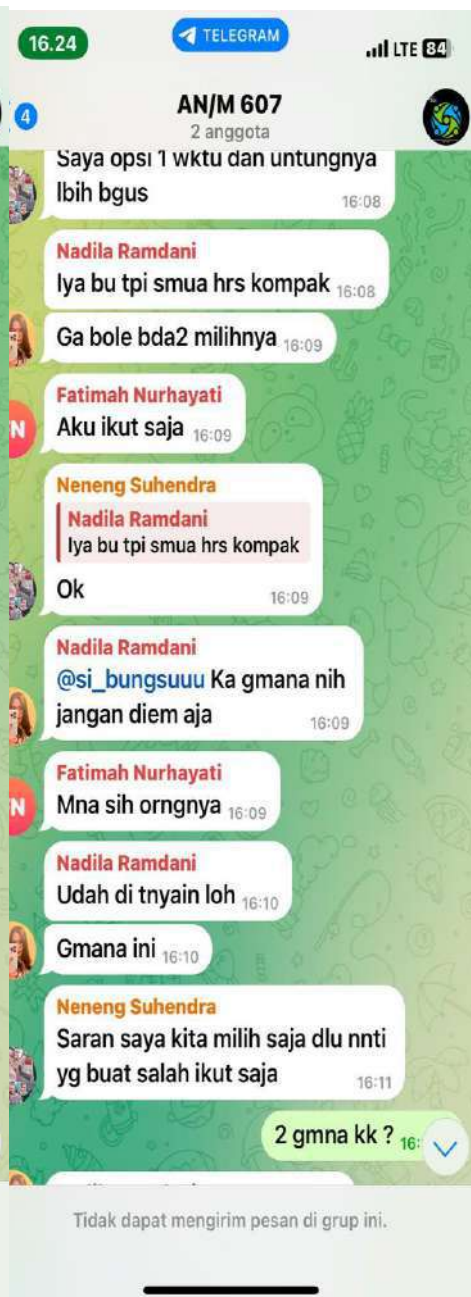 16.24
TELEGRAM
LTE 84
4
AN/M 607
2 anggota
Saya opsi 1 wktu dan untungnya
lbih bgus
16:08
Nadila Ramdani
Iya bu tpi smua hrs kompak 16:08
Ga bole bda2 milihnya 16:09
Fatimah Nurhayati
N
Aku ikut saja 16:09
Neneng Suhendra
Nadila Ramdani
Iya bu tpi smua hrs kompak
Ok
16:09
Nadila Ramdani
@si_bungsuuu Ka gmana nih
jangan diem aja
16:09
Fatimah Nurhayati
N
Mna sih orngnya 16:09
Nadila Ramdani
Udah di tnyain loh 16:10
Gmana ini 16:10
Neneng Suhendra
Saran saya kita milih saja dlu nnti
yg buat salah ikut saja
16:11
2 gmna kk ? 16:
Tidak dapat mengirim pesan di grup ini.